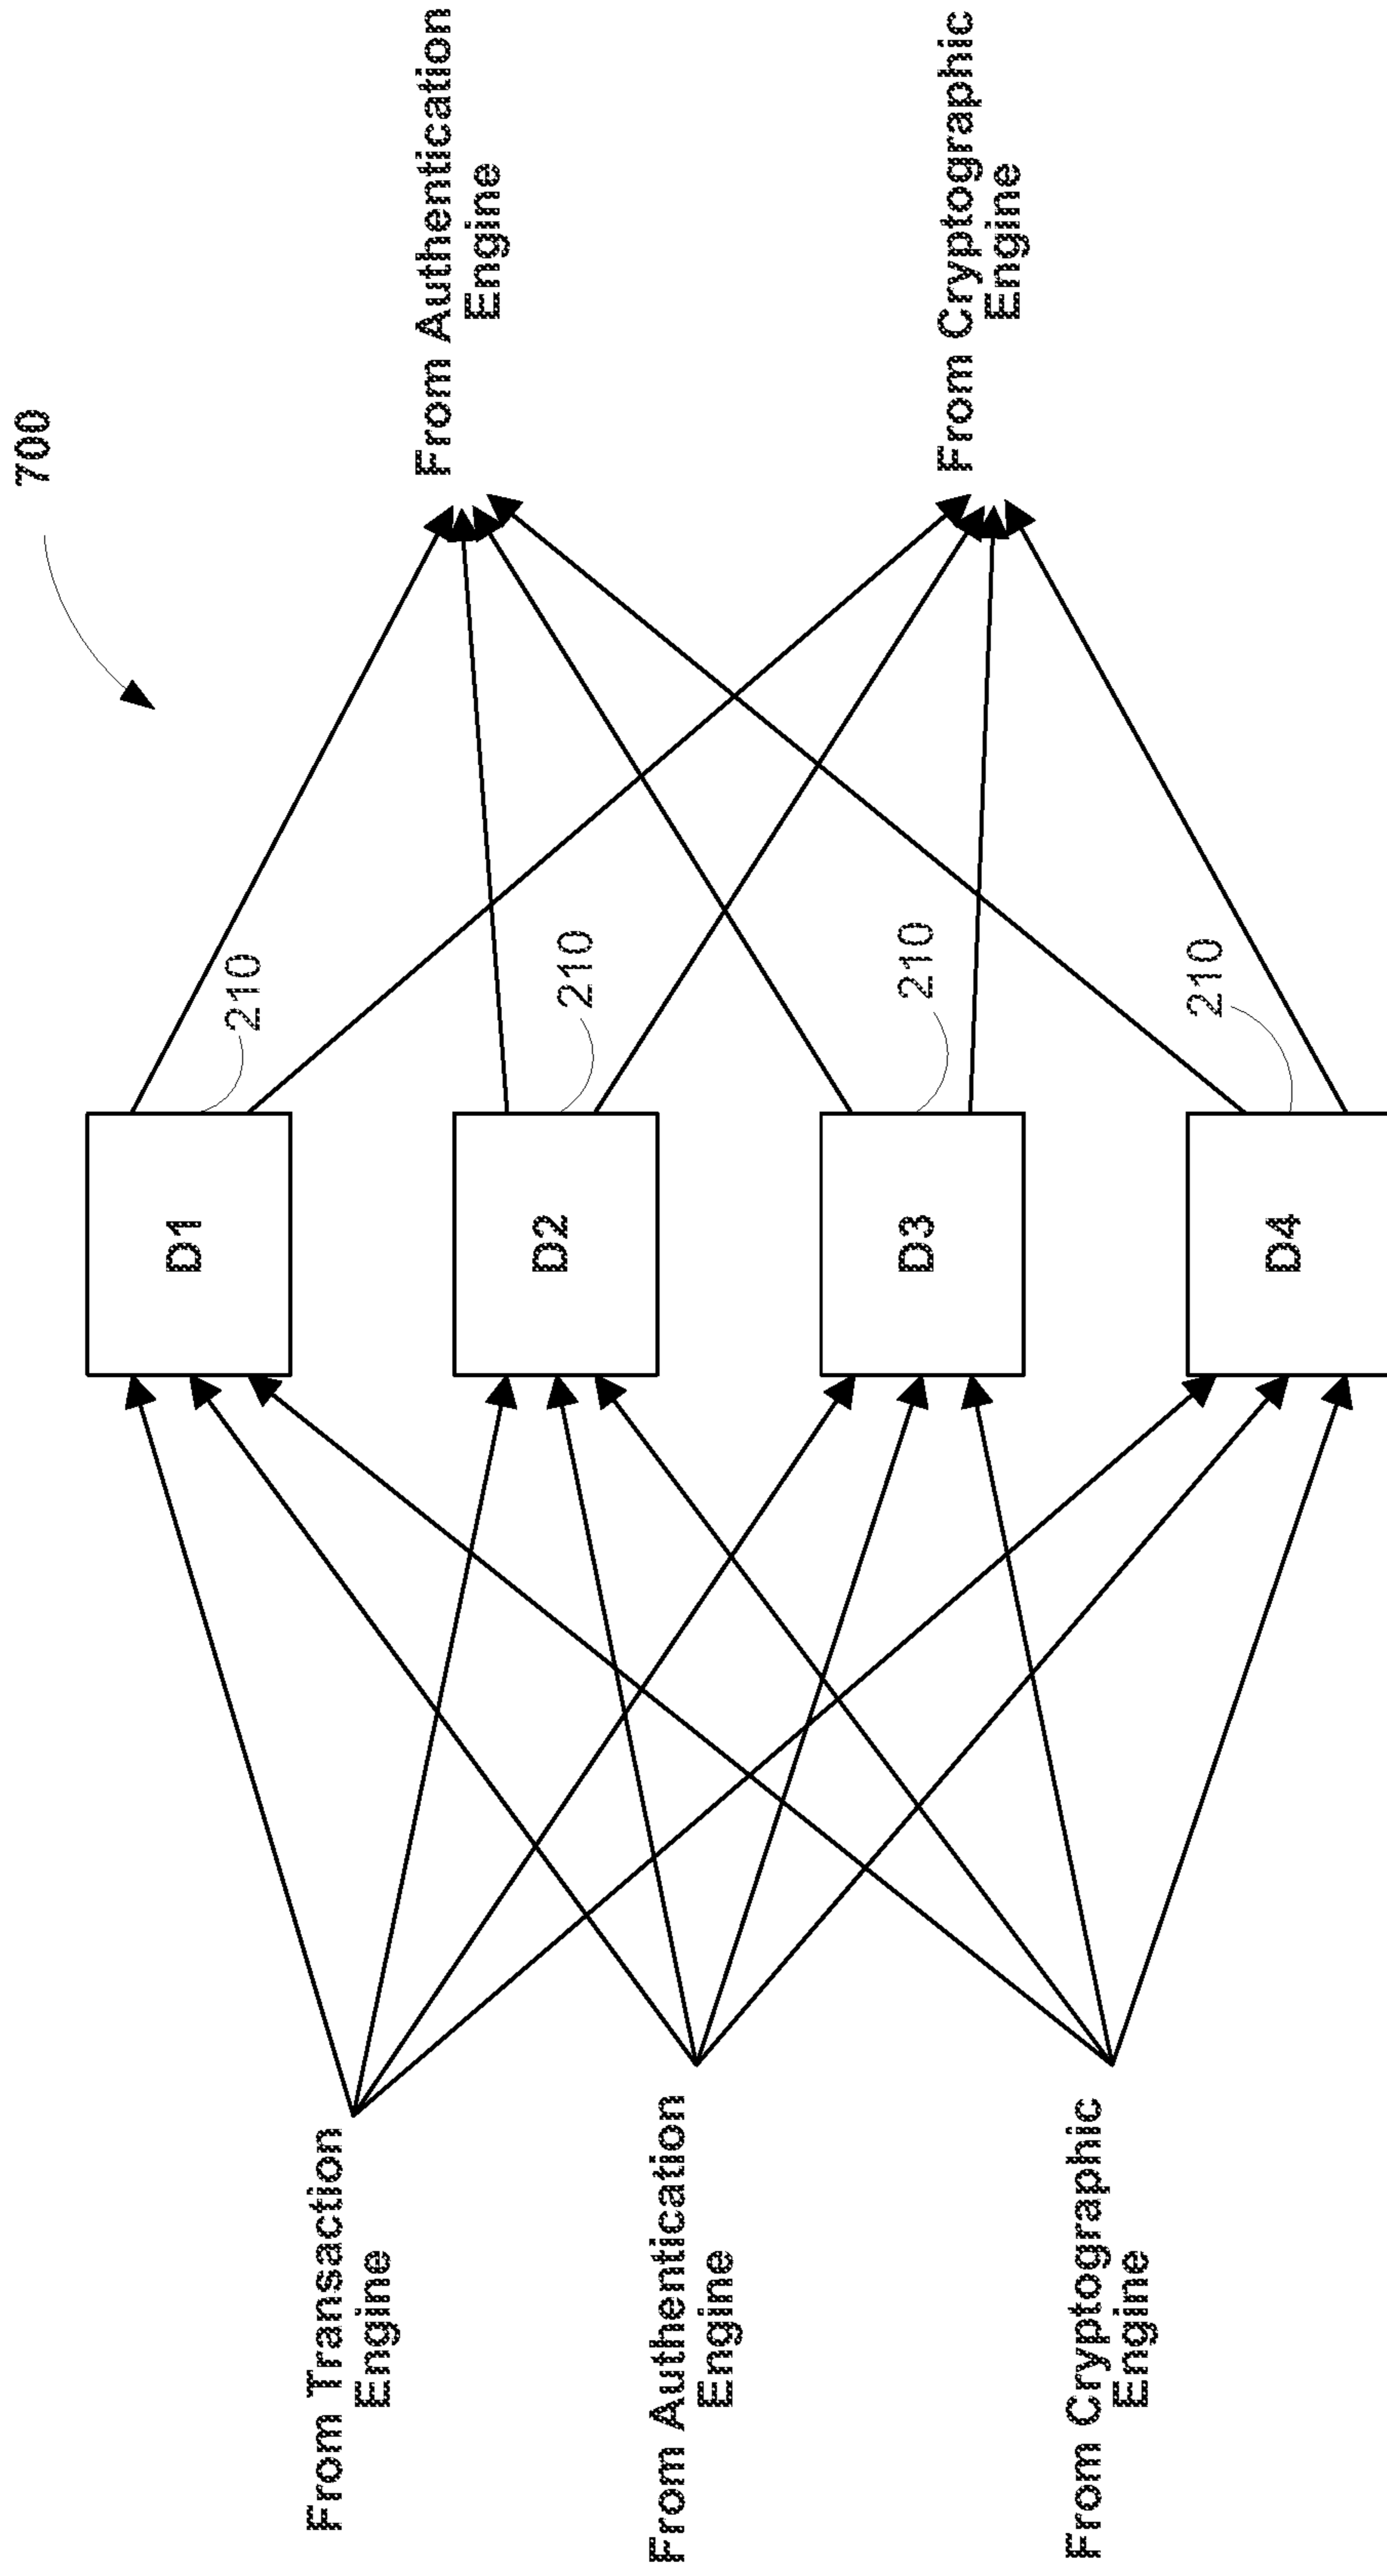 700
From Transaction
Engine
From Authentication
Engine
From Cryptographic
Engine
D1
210
D2
210
D3
210
D4
210
From Authentication
Engine
From Cryptographic
Engine